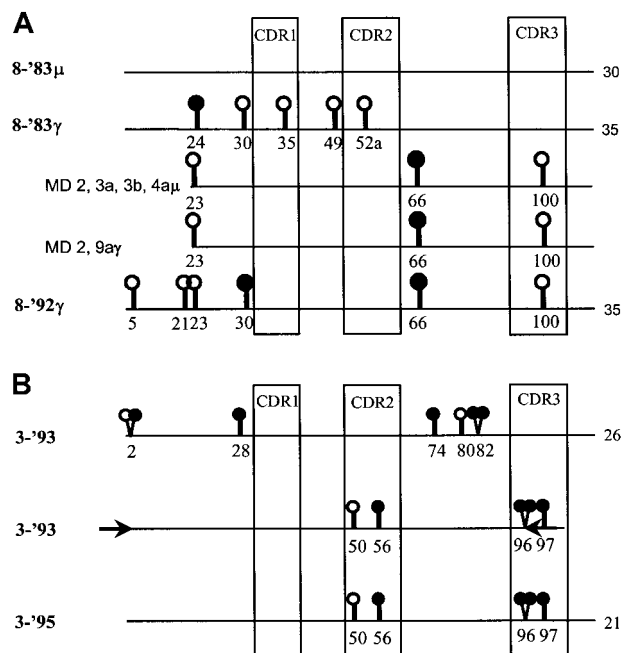 A
CDR1 CDR2 CDR3
8-'83μ 30
8-'83γ 35
24 30 35 49 52a
MD 2, 3a, 3b, 4aμ
23 66 100
MD 2, 9aγ
23 66 100
8-'92γ 35
5 21 23 30 66 100
B
CDR1 CDR2 CDR3
3-'93 26
2 28 74 80 82
3-'93
50 56 96 97
3-'95 21
50 56 96 97